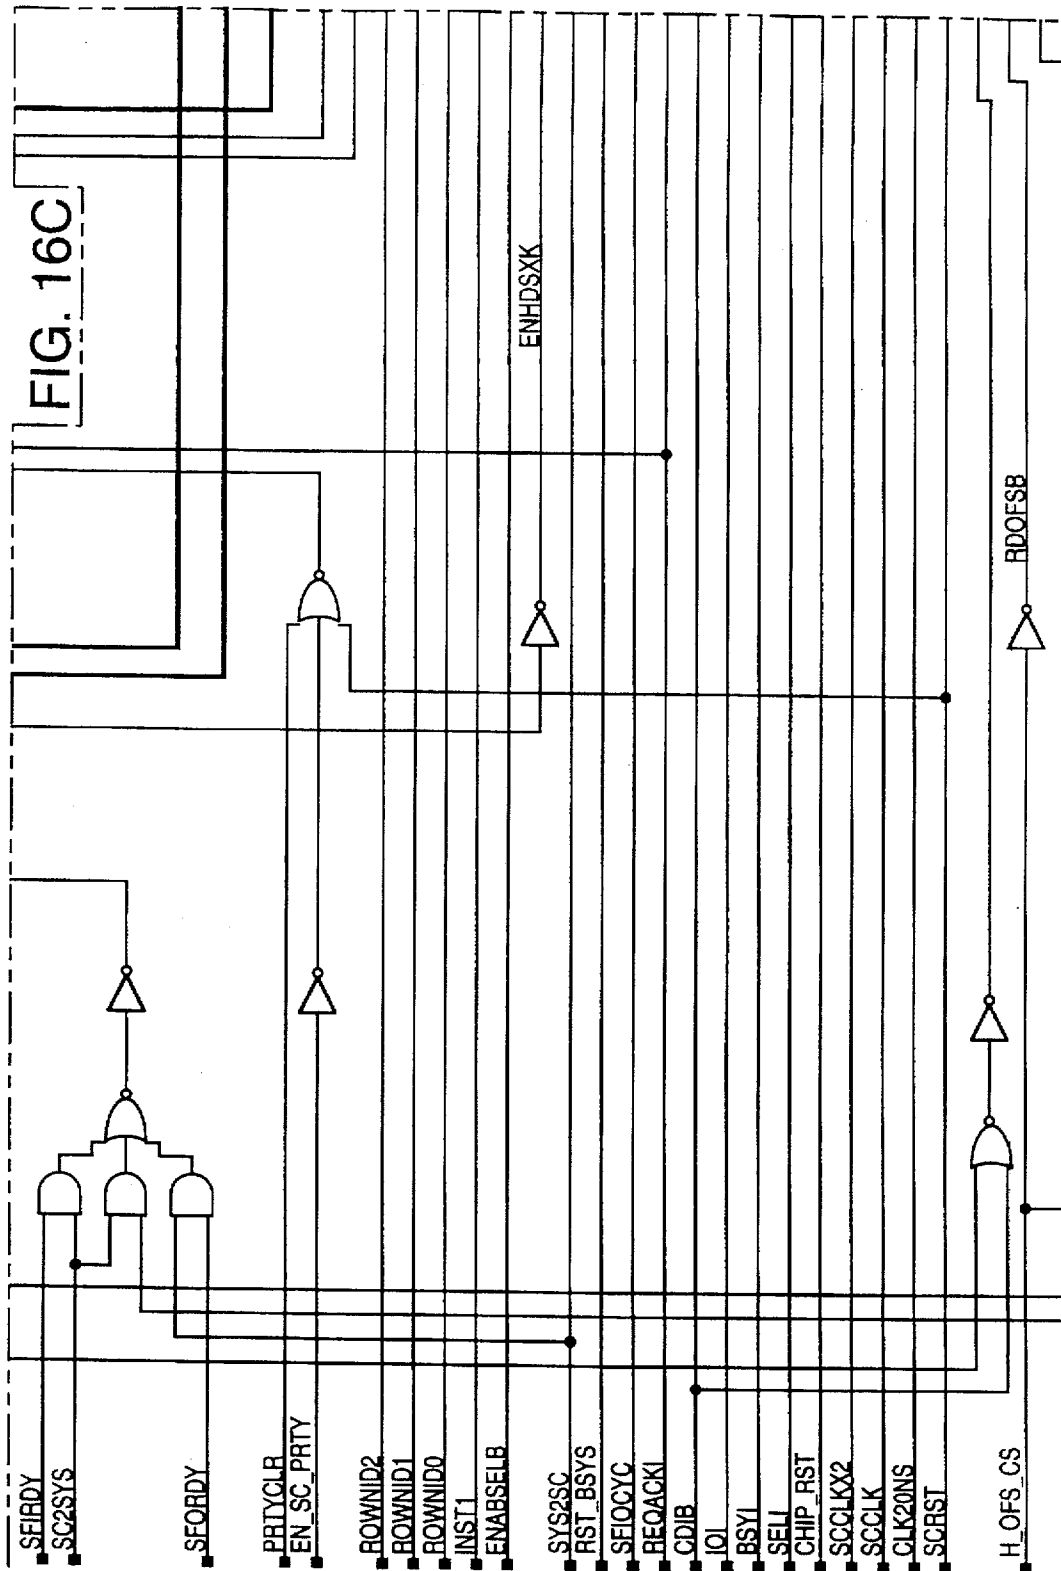 FIG. 16C
SFIRDY
SC2SYS
SFORDY
PRTYCLR
EN_SC_PRTY
ROWNID2
ROWNID1
ROWNID0
INST1
ENABSELB
ENHDSXK
SYS2SC
RST_BSYS
SFIOCYC
REQACKI
CDIB
IOI
BSYI
SELI
CHIP_RST
SCCLKX2
SCCLK
CLK20NS
SCRST
RDOFSB
H_OFS_CS